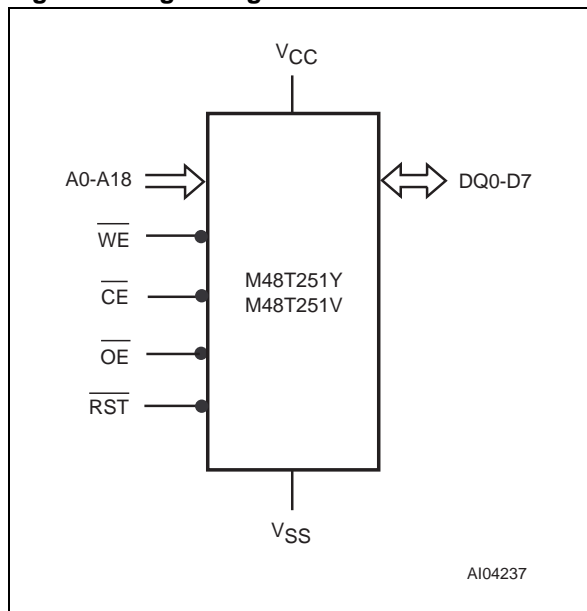 VCC
A0-A18
DQ0-D7
WE
CE
M48T251Y
M48T251V
OE
RST
VSS
AI04237